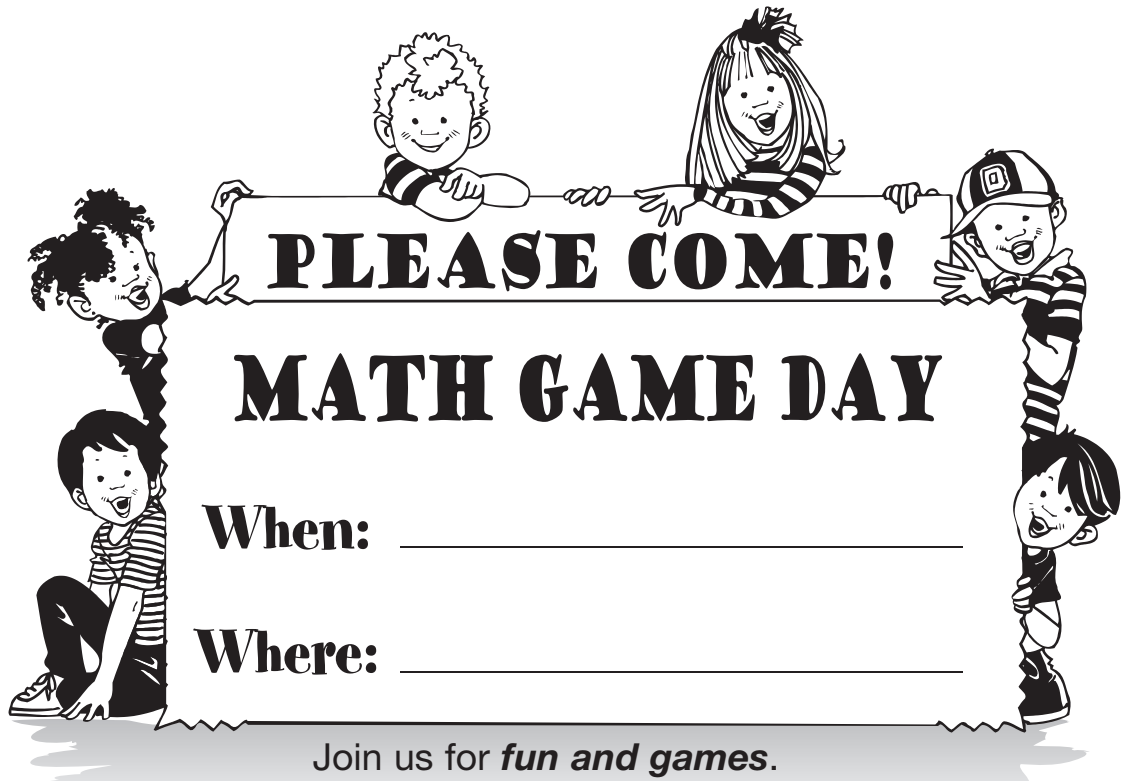 PLEASE COME!
MATH GAME DAY
When:
Where:
Join us for fun and games.